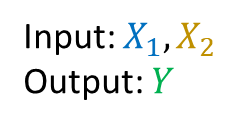 Input: X₁, X₂
Output: Y